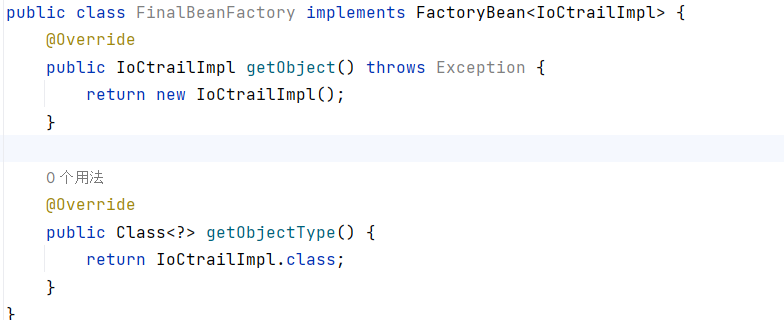 public class FinalBeanFactory implements FactoryBean<IoCtrailImpl> {
    @Override
    public IoCtrailImpl getObject() throws Exception {
        return new IoCtrailImpl();
    }
    0 个用法
    @Override
    public Class<?> getObjectType() {
        return IoCtrailImpl.class;
    }
}